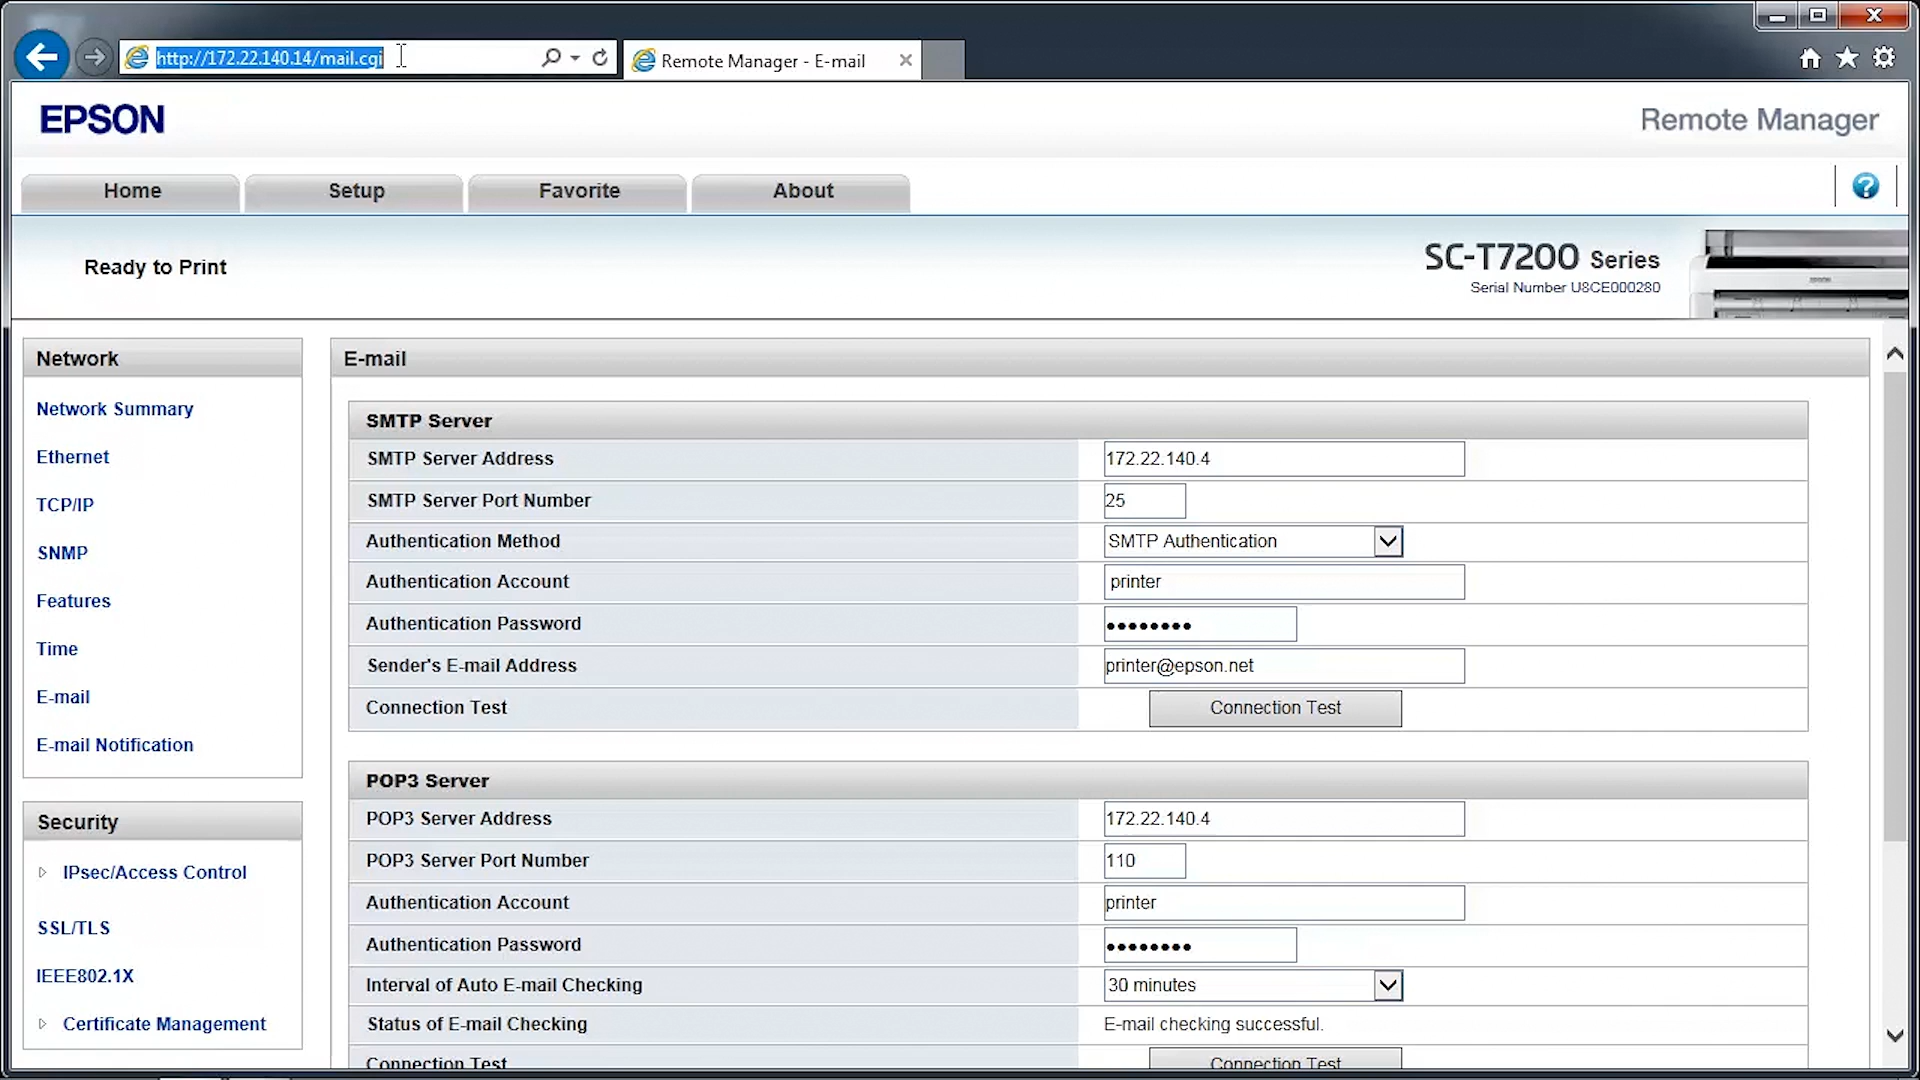 http://172.22.140.14/mail.cgi
Remote Manager - E-mail
EPSON
Remote Manager
Home
Setup
Favorite
About
?
Ready to Print
SC-T7200 Series
Serial Number U8CE000280
Network
Network Summary
Ethernet
TCP/IP
SNMP
Features
Time
E-mail
E-mail Notification
Security
IPsec/Access Control
SSL/TLS
IEEE802.1X
Certificate Management
E-mail
SMTP Server
SMTP Server Address 172.22.140.4
SMTP Server Port Number 25
Authentication Method SMTP Authentication
Authentication Account printer
Authentication Password ••••••••
Sender's E-mail Address printer@epson.net
Connection Test Connection Test
POP3 Server
POP3 Server Address 172.22.140.4
POP3 Server Port Number 110
Authentication Account printer
Authentication Password ••••••••
Interval of Auto E-mail Checking 30 minutes
Status of E-mail Checking E-mail checking successful.
Connection Test Connection Test